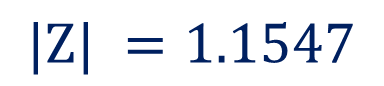 |Z| = 1.1547